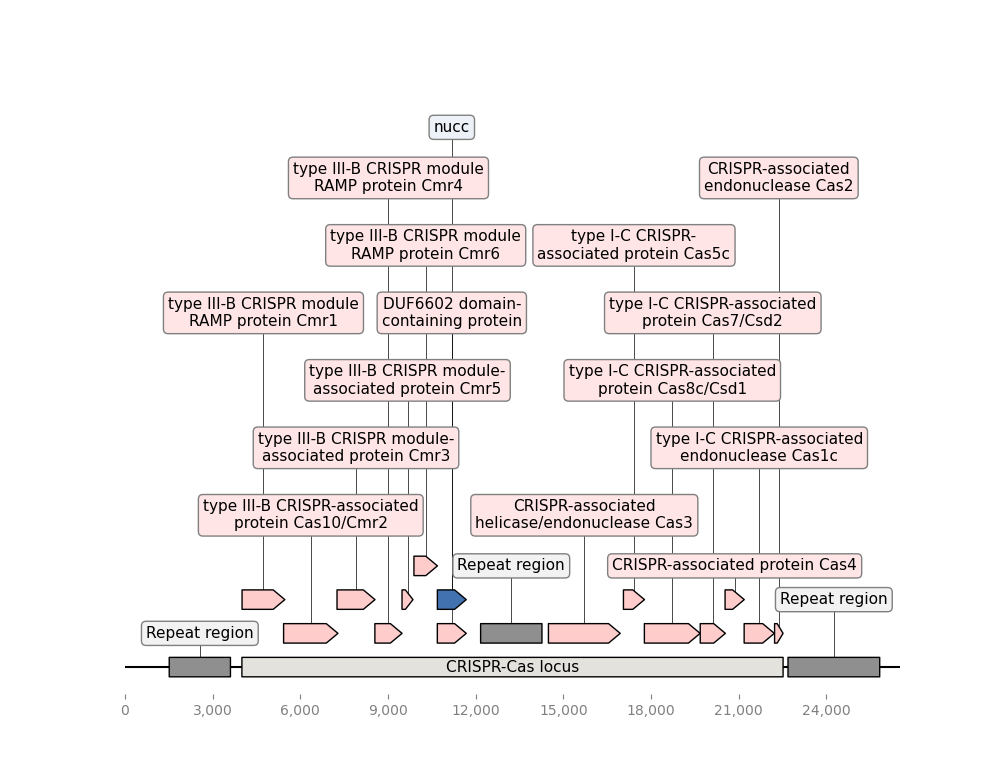 nucc
type III-B CRISPR module
RAMP protein Cmr4
CRISPR-associated
endonuclease Cas2
type III-B CRISPR module
RAMP protein Cmr6
type I-C CRISPR-
associated protein Cas5c
type III-B CRISPR module
RAMP protein Cmr1
DUF6602 domain-
containing protein
type I-C CRISPR-associated
protein Cas7/Csd2
type III-B CRISPR module-
associated protein Cmr5
type I-C CRISPR-associated
protein Cas8c/Csd1
type III-B CRISPR module-
associated protein Cmr3
type I-C CRISPR-associated
endonuclease Cas1c
type III-B CRISPR-associated
protein Cas10/Cmr2
CRISPR-associated
helicase/endonuclease Cas3
Repeat region
CRISPR-associated protein Cas4
Repeat region
Repeat region
CRISPR-Cas locus
0
3,000
6,000
9,000
12,000
15,000
18,000
21,000
24,000